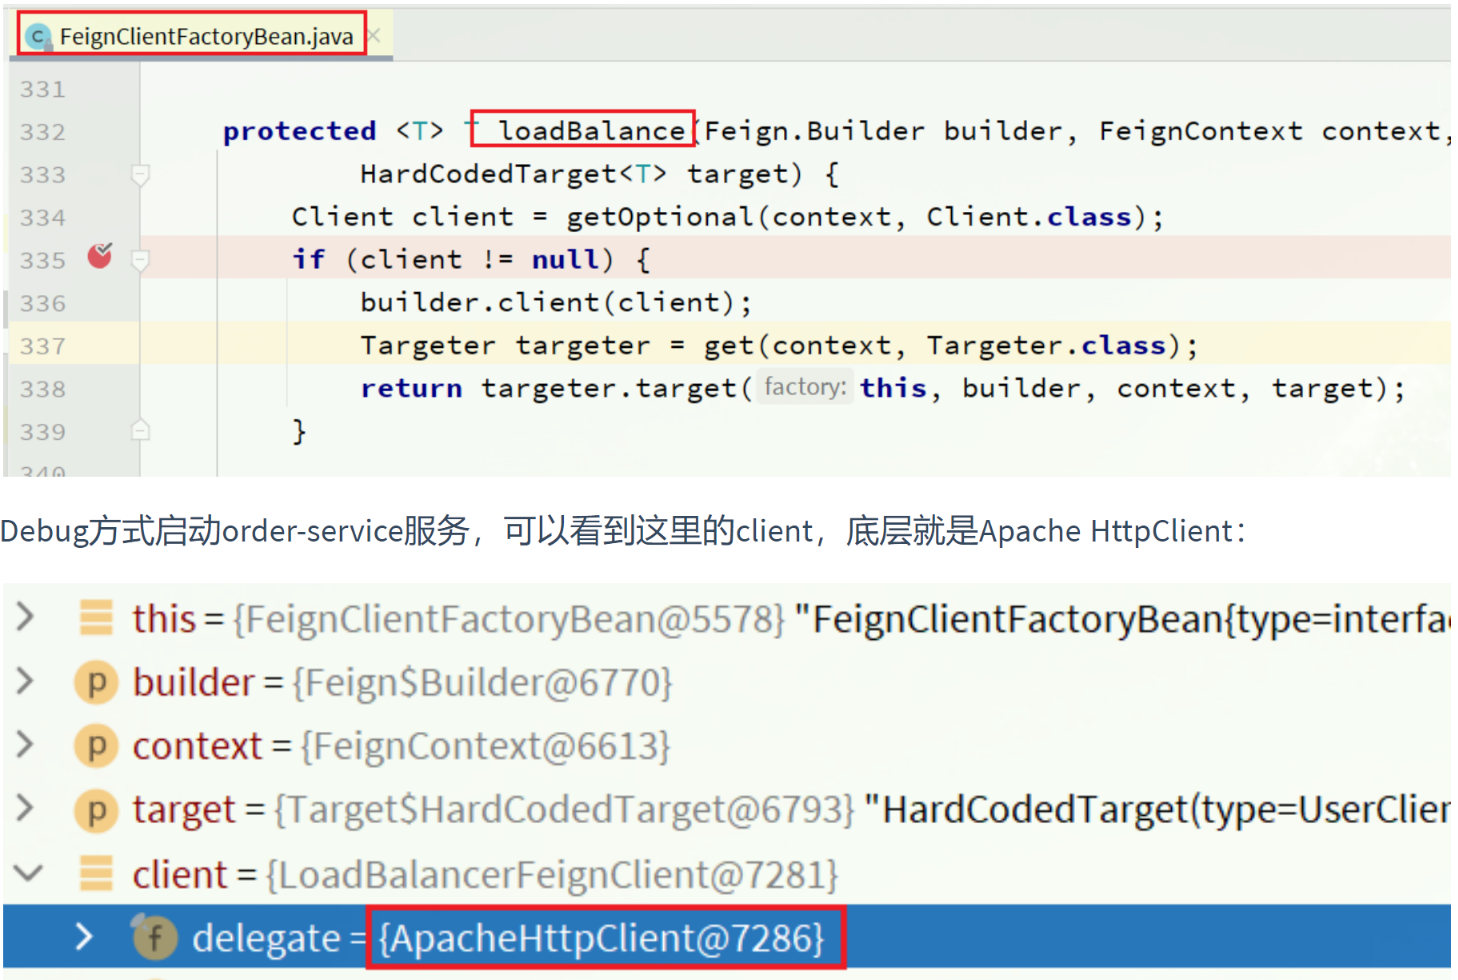 FeignClientFactoryBean.java
331
332 protected <T> T loadBalance(Feign.Builder builder, FeignContext context,
333 HardCodedTarget<T> target) {
334 Client client = getOptional(context, Client.class);
335 if (client != null) {
336 builder.client(client);
337 Targeter targeter = get(context, Targeter.class);
338 return targeter.target( factory: this, builder, context, target);
339 }
340
Debug方式启动order-service服务，可以看到这里的client，底层就是Apache HttpClient：
this = {FeignClientFactoryBean@5578} "FeignClientFactoryBean{type=interfa
p builder = {Feign$Builder@6770}
p context = {FeignContext@6613}
p target = {Target$HardCodedTarget@6793} "HardCodedTarget(type=UserClien
client = {LoadBalancerFeignClient@7281}
f delegate = {ApacheHttpClient@7286}